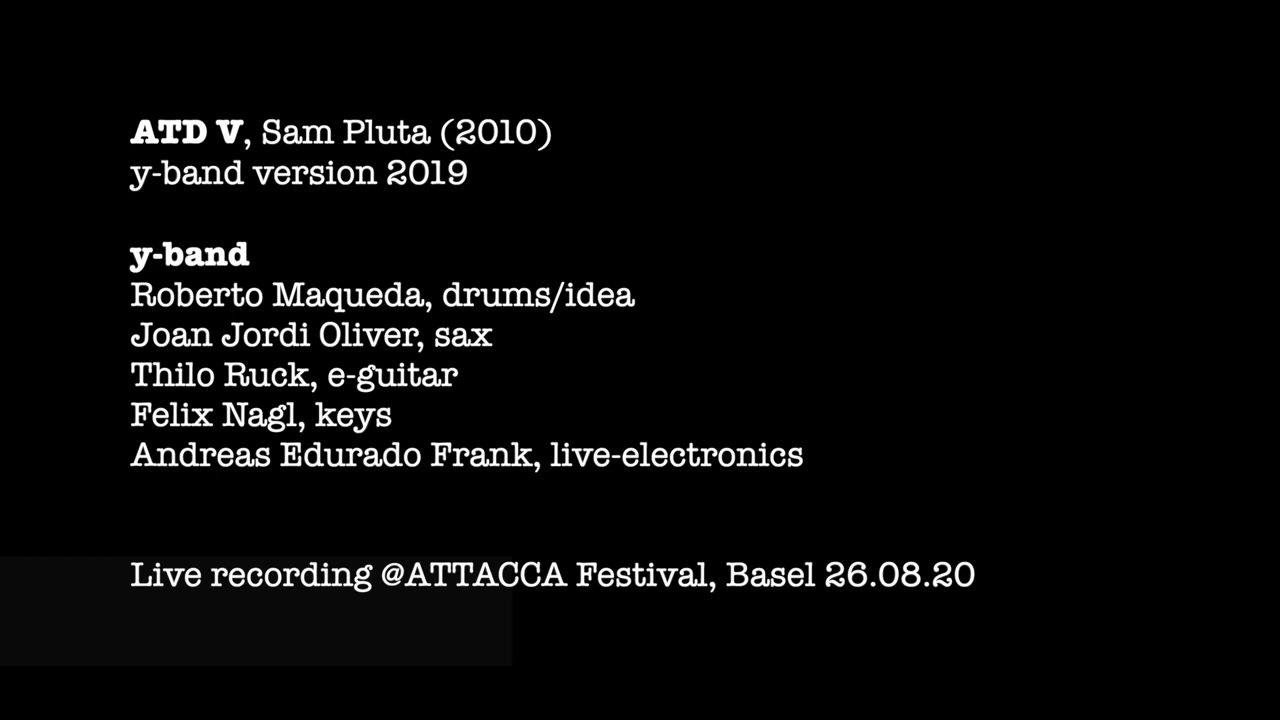 ATD V, Sam Pluta (2010)
y-band version 2019
y-band
Roberto Maqueda, drums/idea
Joan Jordi Oliver, sax
Thilo Ruck, e-guitar
Felix Nagl, keys
Andreas Edurado Frank, live-electronics
Live recording @ATTACCA Festival, Basel 26.08.20